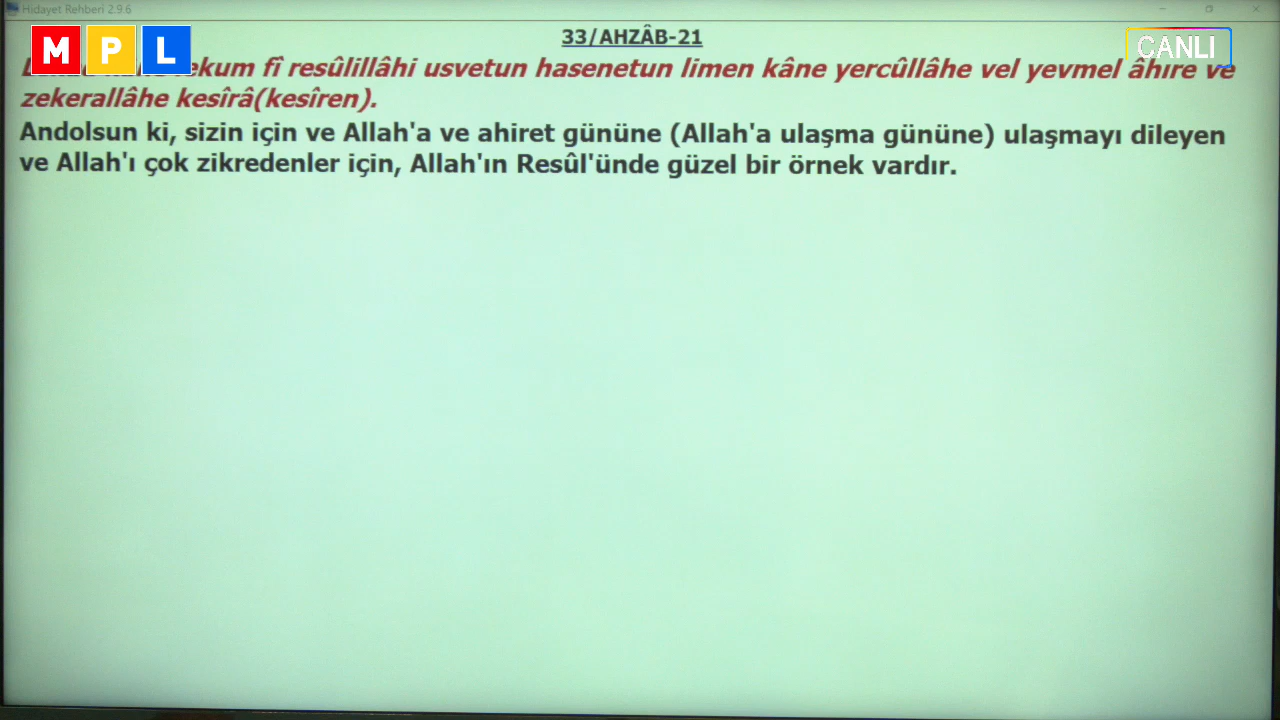 Hidayet Rehberi 2.9.6
MPL
CANLI
33/AHZÂB-21
fî resûlillâhi usvetun hasenetun limen kâne yercûllâhe vel yevmel âhıre ve
zekerallâhe kesîrâ(kesîren).
Andolsun ki, sizin için ve Allah'a ve ahiret gününe (Allah'a ulaşma gününe) ulaşmayı dileyen
ve Allah'ı çok zikredenler için, Allah'ın Resûl'ünde güzel bir örnek vardır.